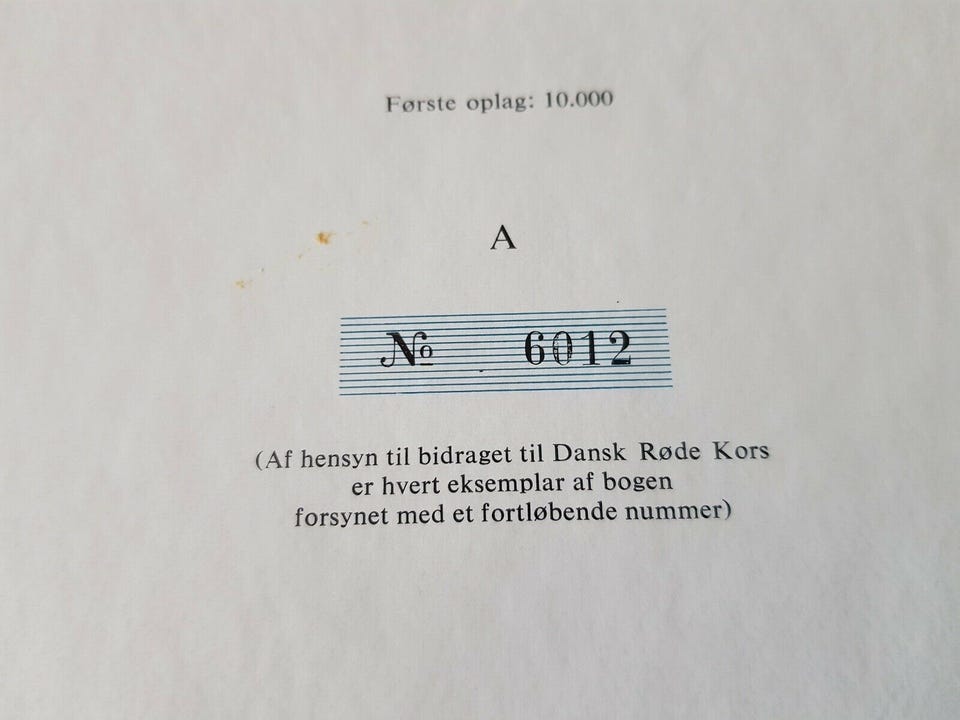 Første oplag: 10.000
A
№ 6012
(Af hensyn til bidraget til Dansk Røde Kors
er hvert eksemplar af bogen
forsynet med et fortløbende nummer)